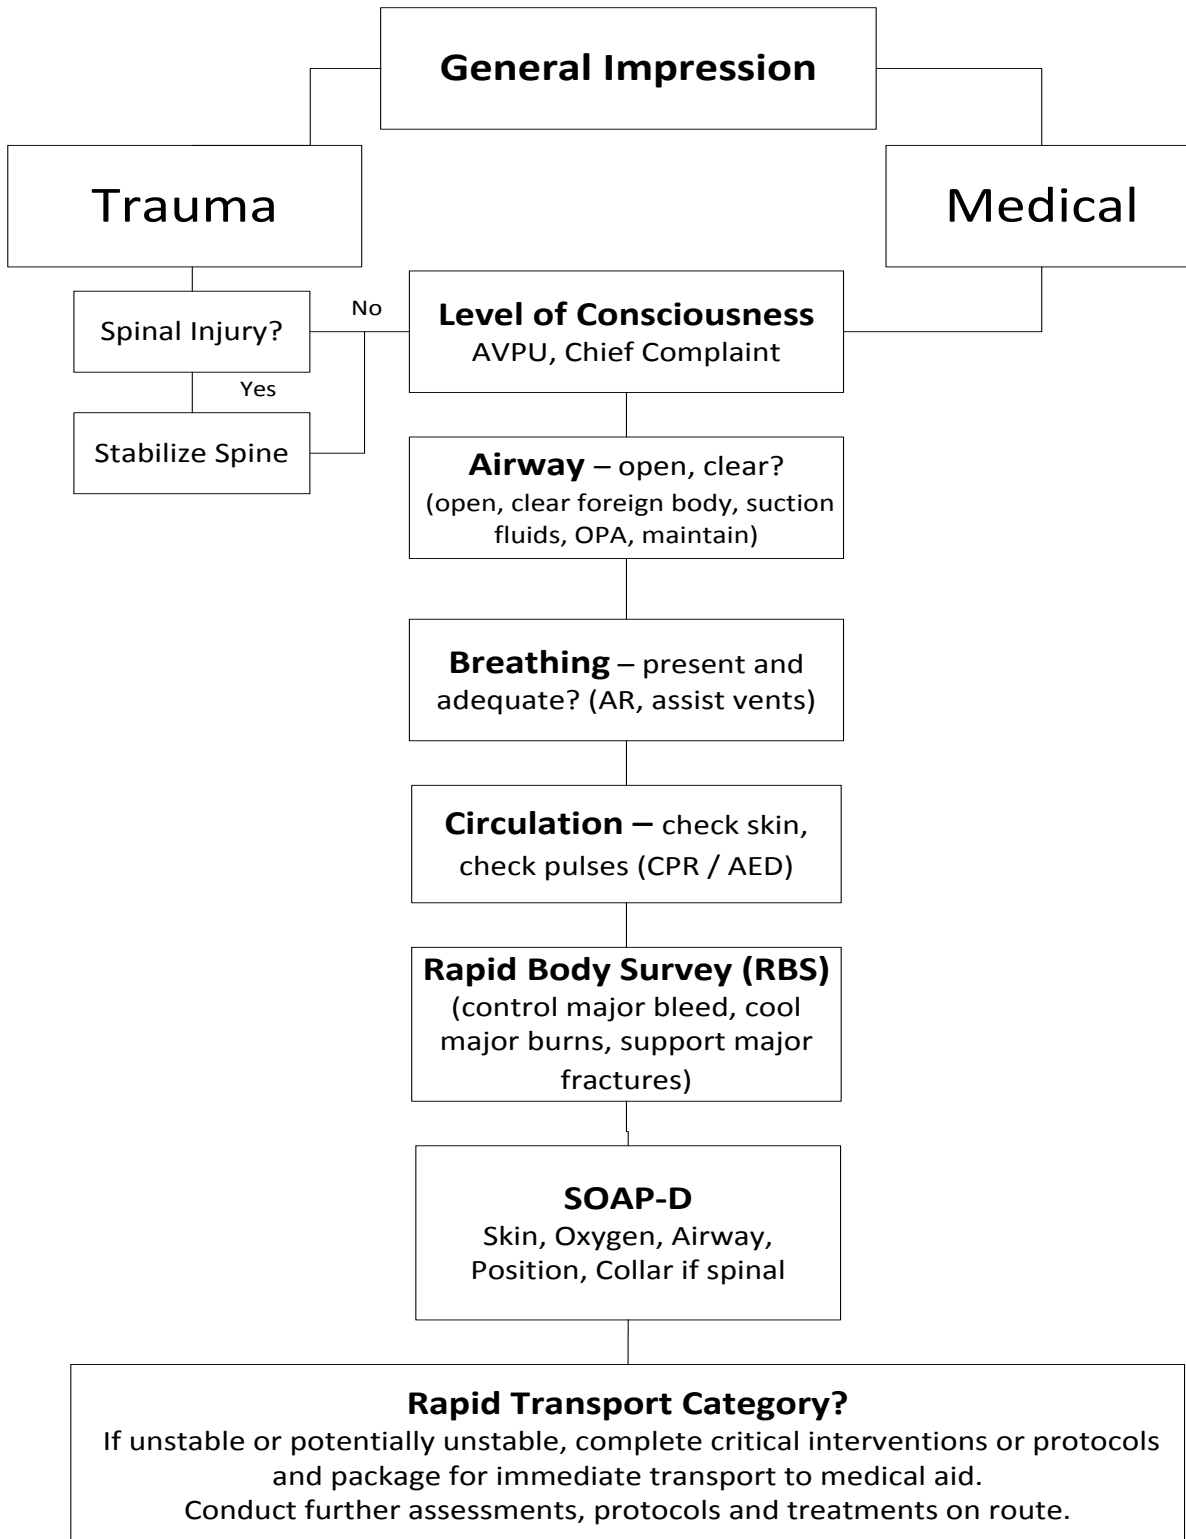 General Impression
Trauma
Medical
Spinal Injury?
No
Level of Consciousness
AVPU, Chief Complaint
Yes
Stabilize Spine
Airway – open, clear?
(open, clear foreign body, suction
fluids, OPA, maintain)
Breathing – present and
adequate? (AR, assist vents)
Circulation – check skin,
check pulses (CPR / AED)
Rapid Body Survey (RBS)
(control major bleed, cool
major burns, support major
fractures)
SOAP-D
Skin, Oxygen, Airway,
Position, Collar if spinal
Rapid Transport Category?
If unstable or potentially unstable, complete critical interventions or protocols
and package for immediate transport to medical aid.
Conduct further assessments, protocols and treatments on route.